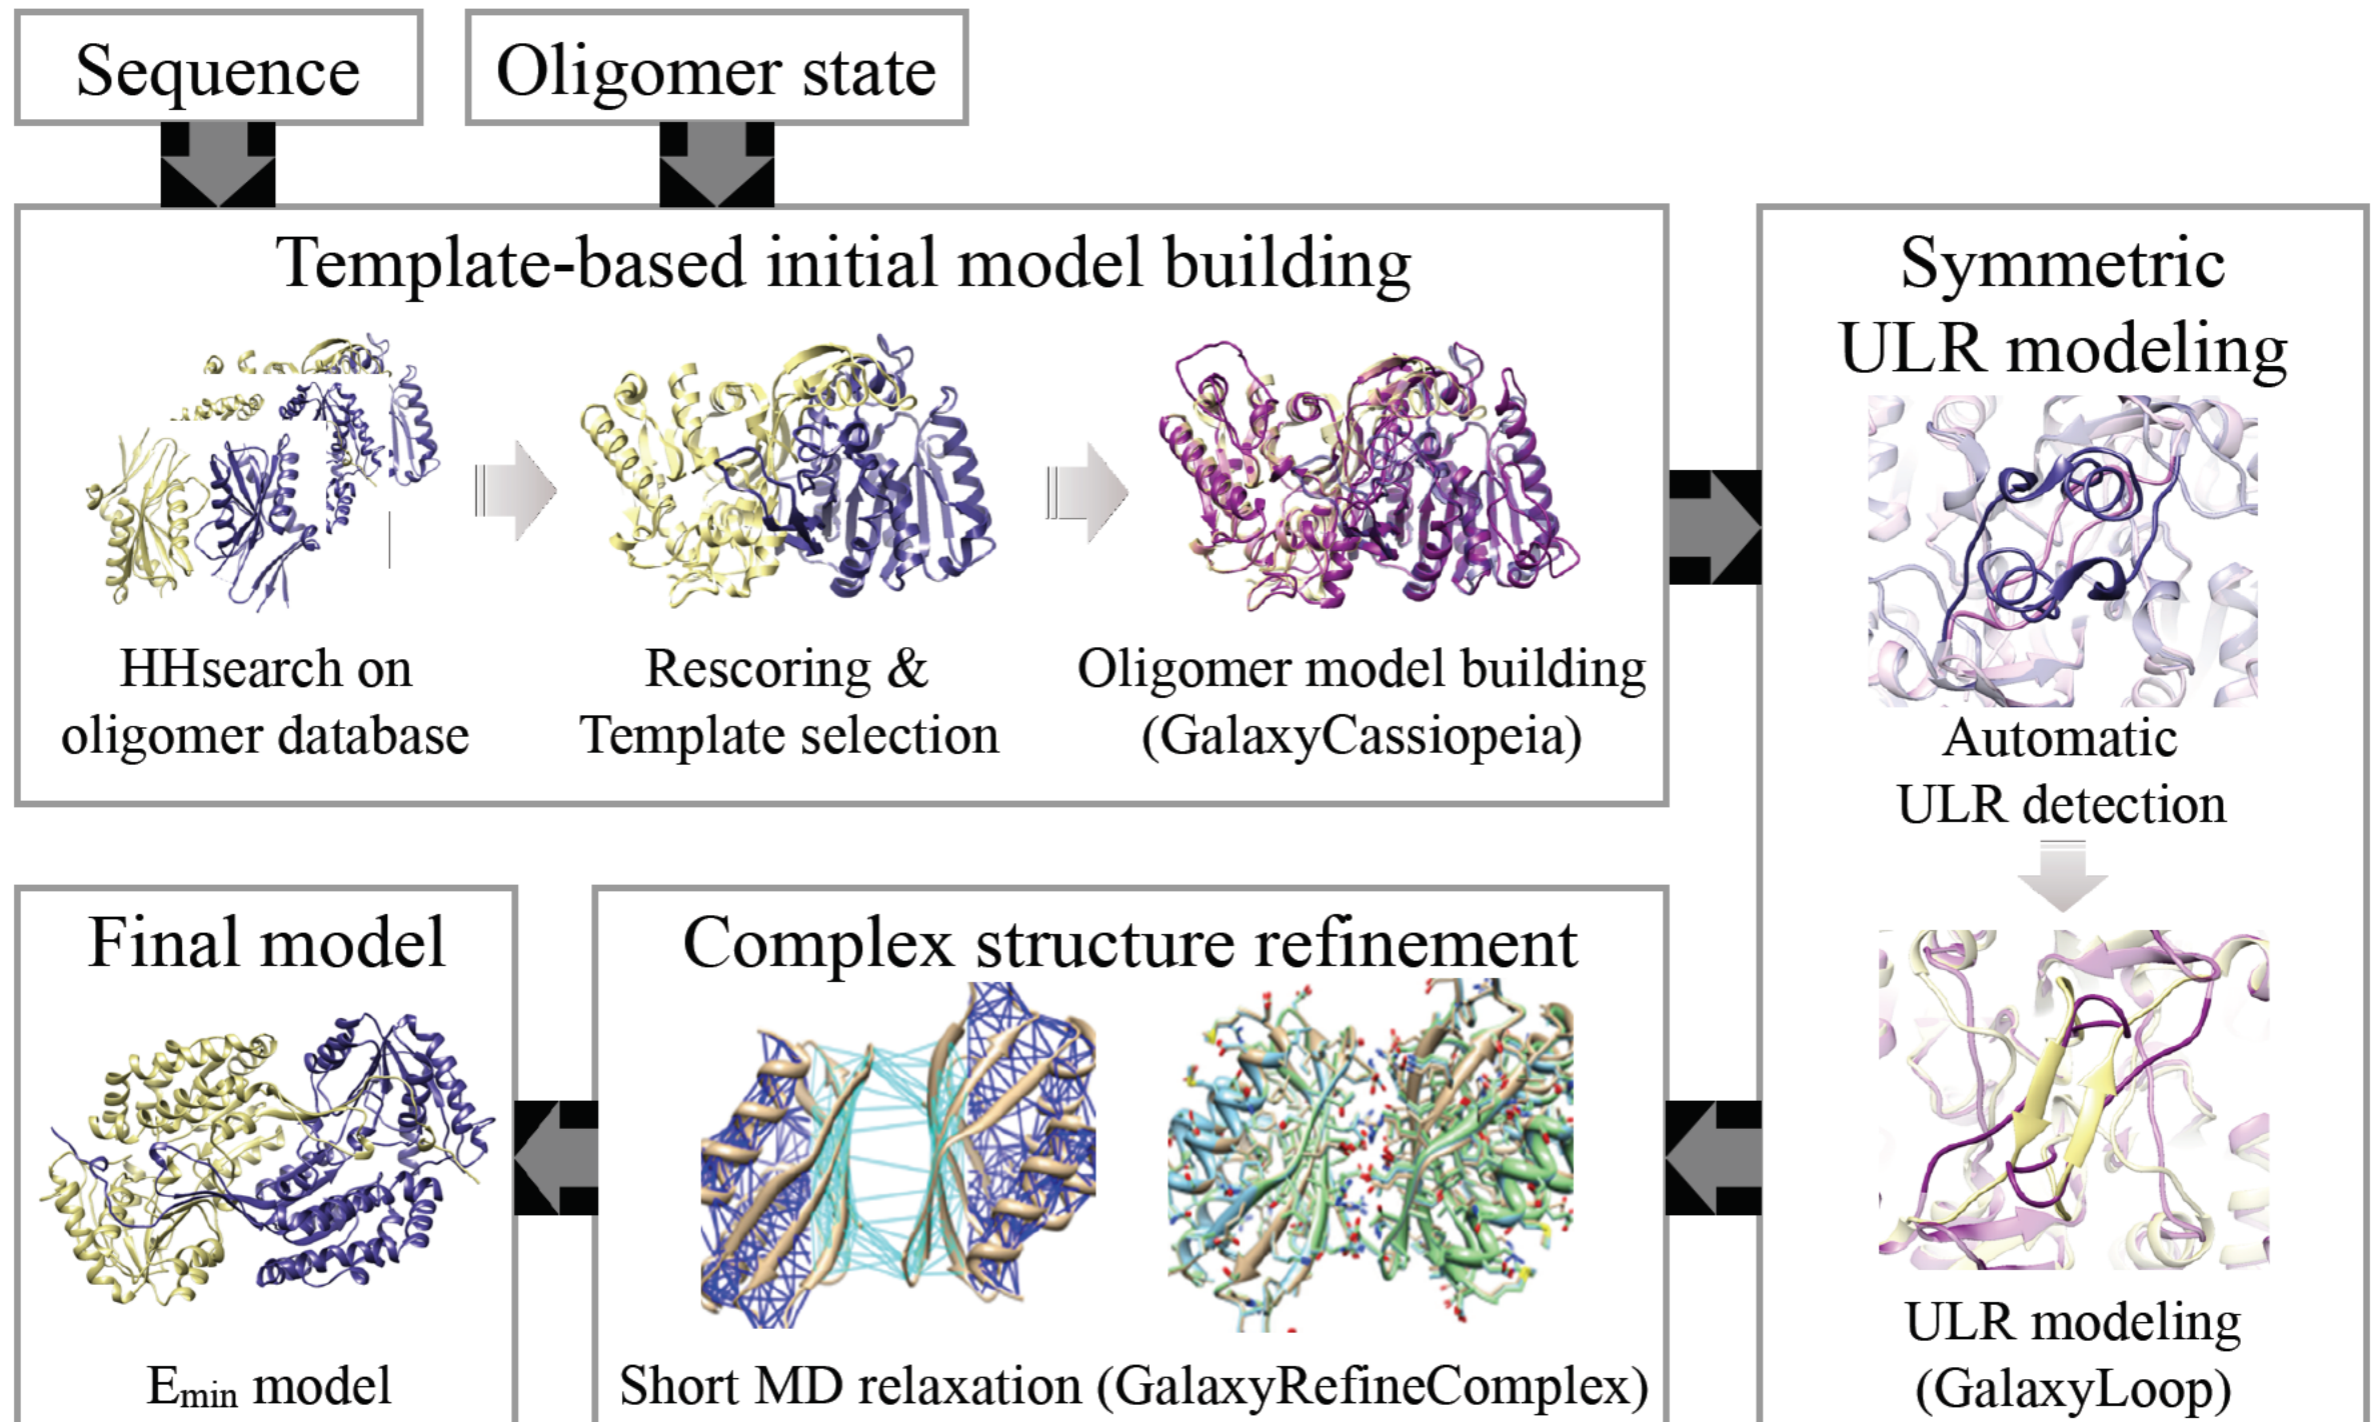 Sequence
Oligomer state
Template-based initial model building
HHsearch on
oligomer database
Rescoring &
Template selection
Oligomer model building
(GalaxyCassiopeia)
Symmetric
ULR modeling
Automatic
ULR detection
ULR modeling
(GalaxyLoop)
Complex structure refinement
Short MD relaxation (GalaxyRefineComplex)
Final model
Emin model